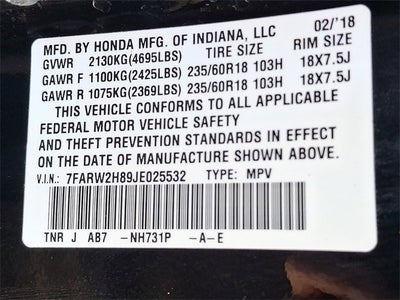 MFD. BY HONDA MFG. OF INDIANA, LLC 02/'18
GVWR 2130KG(4695LBS) TIRE SIZE RIM SIZE
GAWR F 1100KG(2425LBS) 235/60R18 103H 18X7.5J
GAWR R 1075KG(2369LBS) 235/60R18 103H 18X7.5J
THIS VEHICLE CONFORMS TO ALL APPLICABLE
FEDERAL MOTOR VEHICLE SAFETY
AND THEFT PREVENTION STANDARDS IN EFFECT
ON THE DATE OF MANUFACTURE SHOWN ABOVE.
V.I.N.: 7FARW2H89JE025532 TYPE: MPV
TNR J AB7 -NH731P -A-E